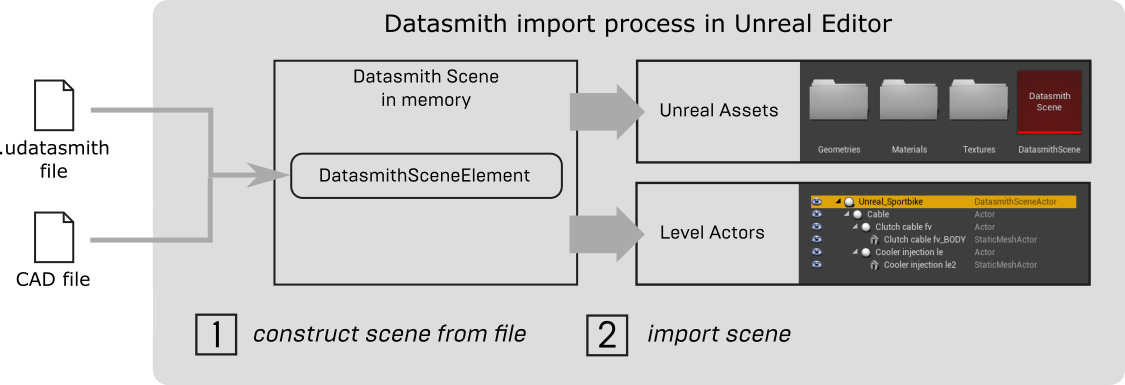 Datasmith import process in Unreal Editor
.udatasmith
file
CAD file
Datasmith Scene
in memory
DatasmithSceneElement
Unreal Assets
Datasmith
Scene
Geometries Materials Textures DatasmithScene
Level Actors
Unreal_Sportbike DatasmithSceneActor
Cable Actor
Clutch cable fv Actor
Clutch cable fv_BODY StaticMeshActor
Cooler injection le Actor
Cooler injection le2 StaticMeshActor
1 construct scene from file
2 import scene